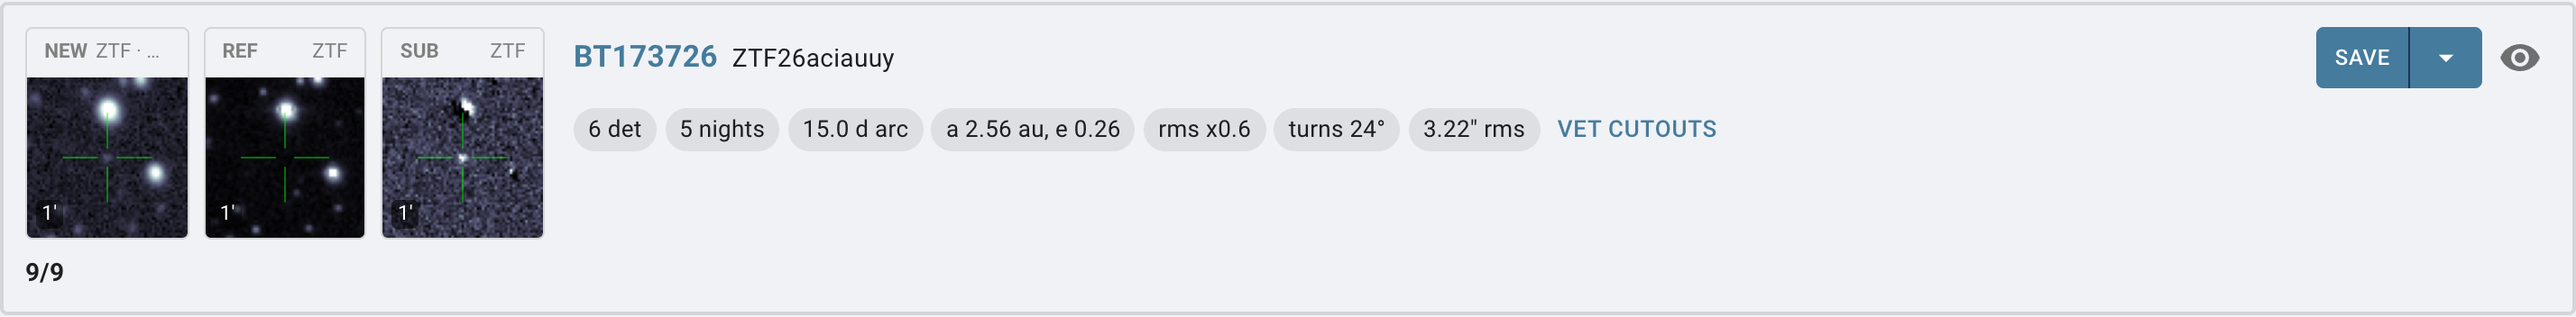 NEW ZTF · ... REF ZTF SUB ZTF
BT173726 ZTF26aciauuy
SAVE
6 det 5 nights 15.0 d arc a 2.56 au, e 0.26 rms x0.6 turns 24° 3.22" rms VET CUTOUTS
1' 1' 1'
9/9